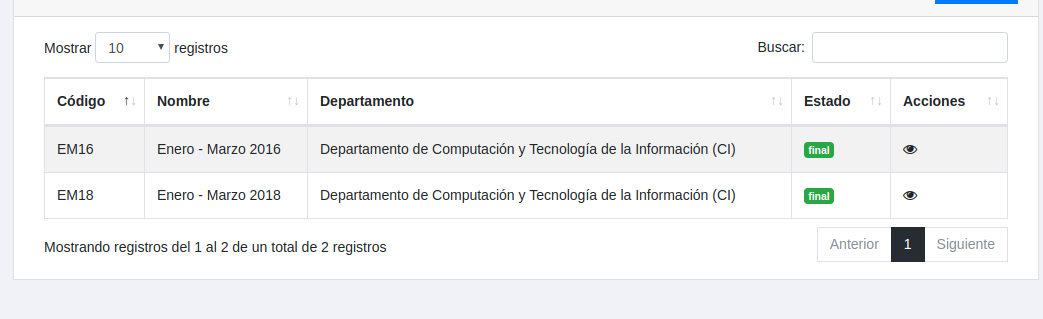 Mostrar 10 registros Buscar:
Código Nombre Departamento Estado Acciones
EM16 Enero - Marzo 2016 Departamento de Computación y Tecnología de la Información (CI) final
EM18 Enero - Marzo 2018 Departamento de Computación y Tecnología de la Información (CI) final
Mostrando registros del 1 al 2 de un total de 2 registros Anterior 1 Siguiente